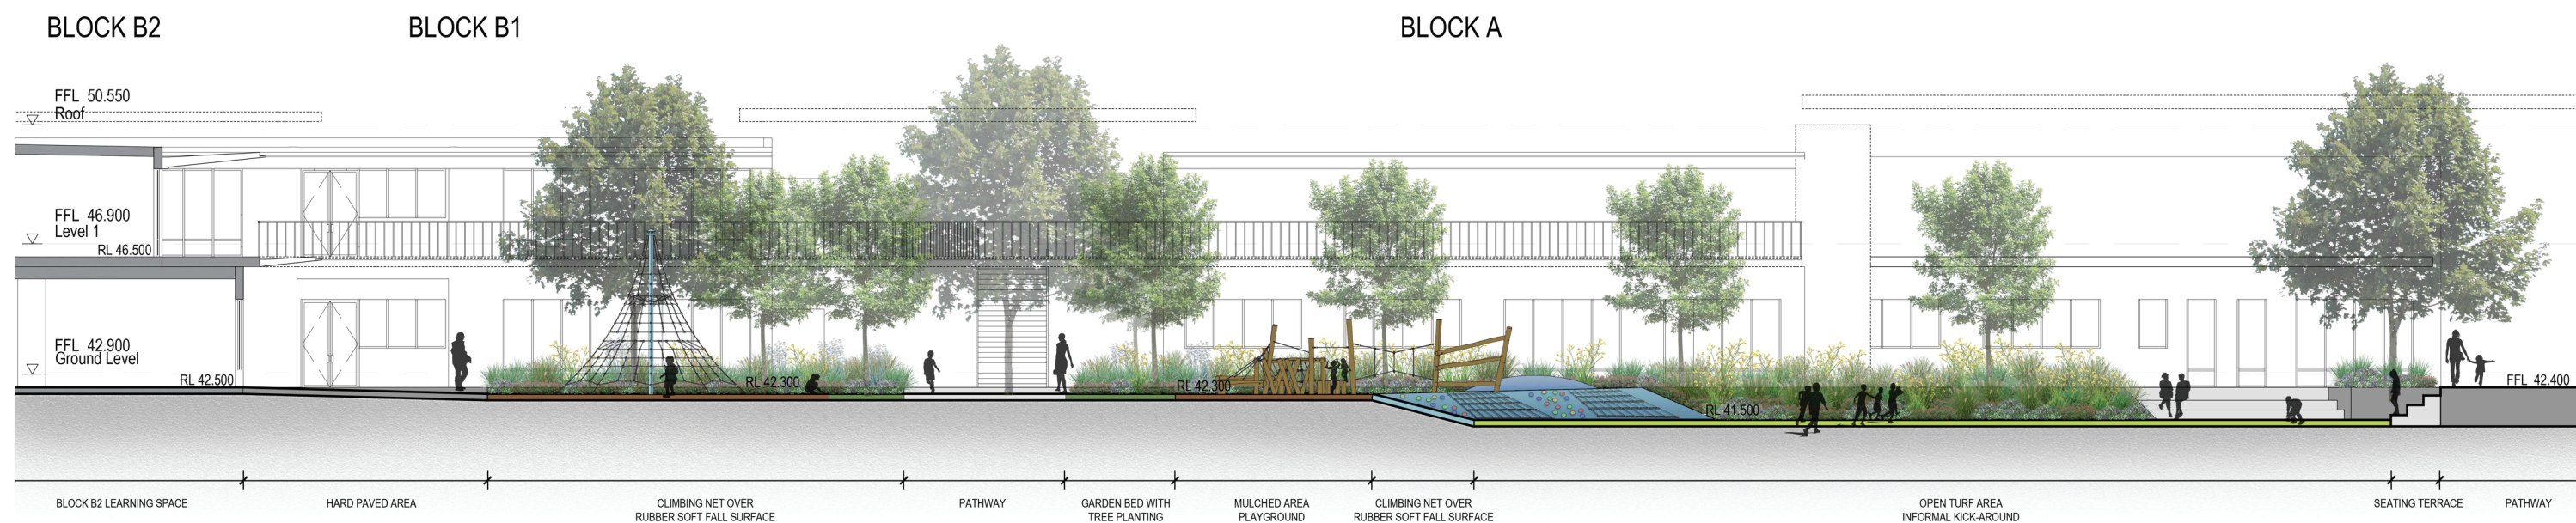 BLOCK B2
BLOCK B1
BLOCK A
FFL 50.550
Roof
FFL 46.900
Level 1
RL 46.500
FFL 42.900
Ground Level
RL 42.500
RL 42.300
RL 42.300
RL 41.500
FFL 42.400
BLOCK B2 LEARNING SPACE
HARD PAVED AREA
CLIMBING NET OVER
RUBBER SOFT FALL SURFACE
PATHWAY
GARDEN BED WITH
TREE PLANTING
MULCHED AREA
PLAYGROUND
CLIMBING NET OVER
RUBBER SOFT FALL SURFACE
OPEN TURF AREA
INFORMAL KICK-AROUND
SEATING TERRACE
PATHWAY